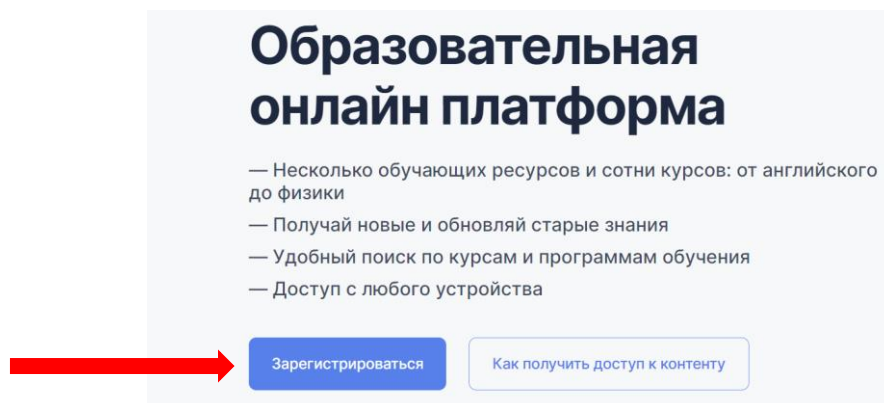 Образовательная
онлайн платформа
— Несколько обучающих ресурсов и сотни курсов: от английского
до физики
— Получай новые и обновляй старые знания
— Удобный поиск по курсам и программам обучения
— Доступ с любого устройства
Зарегистрироваться
Как получить доступ к контенту